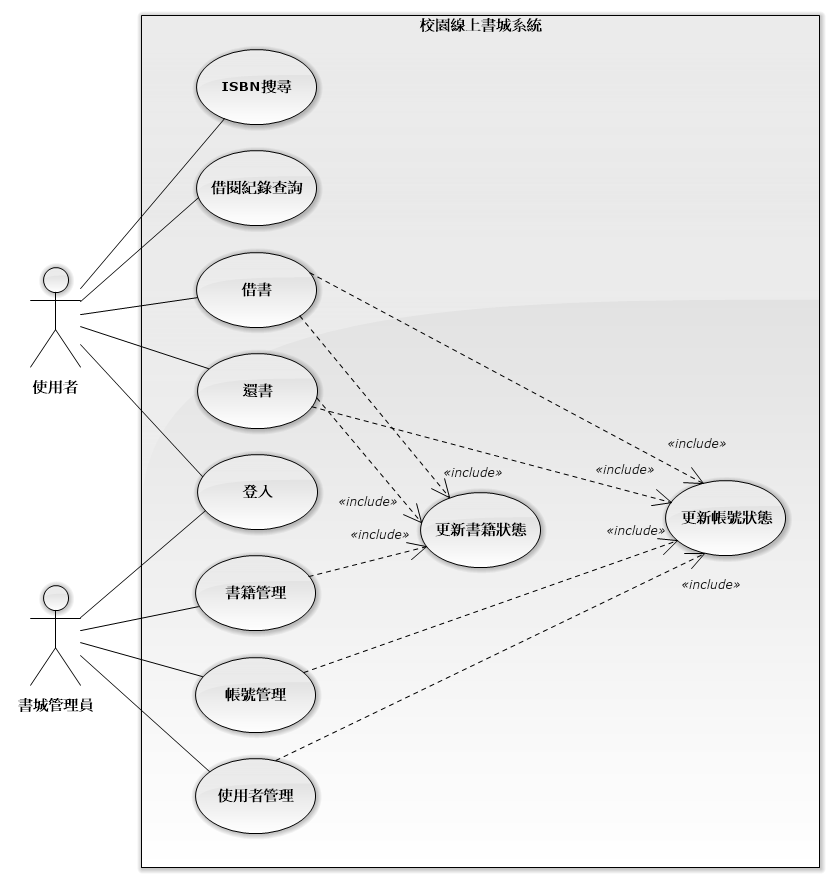 校園線上書城系統
ISBN搜尋
借閱紀錄查詢
借書
使用者
還書
«include»
«include»
«include»
登入
«include»
更新帳號狀態
更新書籍狀態
«include»
«include»
«include»
書籍管理
帳號管理
書城管理員
使用者管理